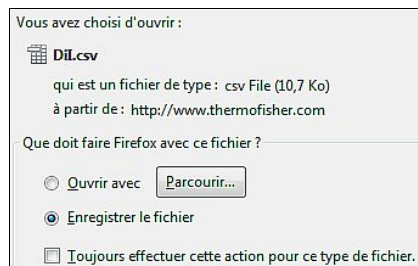 Vous avez choisi d'ouvrir :
DiI.csv
qui est un fichier de type : csv File (10,7 Ko)
à partir de : http://www.thermofisher.com
Que doit faire Firefox avec ce fichier ?
Ouvrir avec Parcourir...
Enregistrer le fichier
Toujours effectuer cette action pour ce type de fichier.